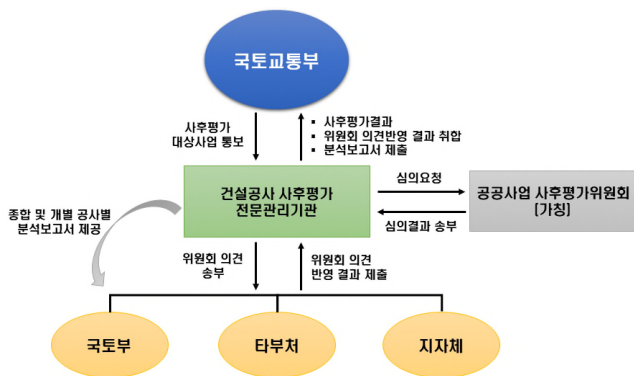 국토교통부
사후평가
대상사업 통보
▪ 사후평가결과
▪ 위원회 의견반영 결과 취합
▪ 분석보고서 제출
건설공사 사후평가
전문관리기관
심의요청
심의결과 송부
공공사업 사후평가위원회
[가칭]
종합 및 개별 공사별
분석보고서 제공
위원회 의견
송부
위원회 의견
반영 결과 제출
국토부
타부처
지자체